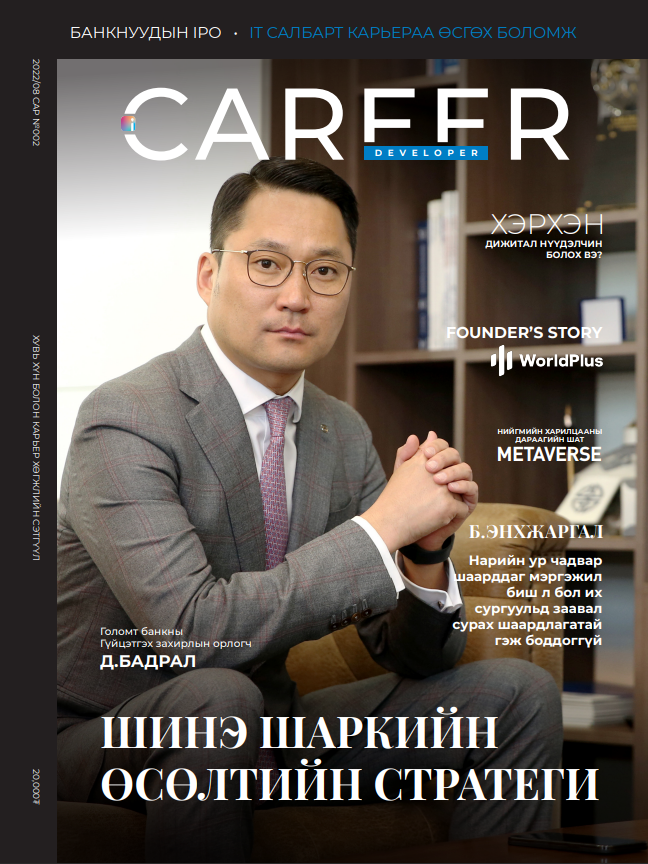 БАНКНУУДЫН IPO • IT САЛБАРТ КАРЬЕРАА ӨСГӨХ БОЛОМЖ
2022/08 САР №002
CAREER
DEVELOPER
ХЭРХЭН
ДИЖИТАЛ НҮҮДЭЛЧИН
БОЛОХ ВЭ?
FOUNDER'S STORY
WorldPlus
ХУВЬ ХҮН БОЛОН КАРЬЕР ХӨГЖЛИЙН СЭТГҮҮЛ
НИЙГМИЙН ХАРИЛЦААНЫ
ДАРААГИЙН ШАТ
METAVERSE
Б.ЭНХЖАРГАЛ
Нарийн ур чадвар
шаарддаг мэргэжил
биш л бол их
сургуульд заавал
сурах шаардлагатай
гэж боддоггүй
Голомт банкны
Гүйцэтгэх захирлын орлогч
Д.БАДРАЛ
ШИНЭ ШАРКИЙН
ӨСӨЛТИЙН СТРАТЕГИ
20,000₮